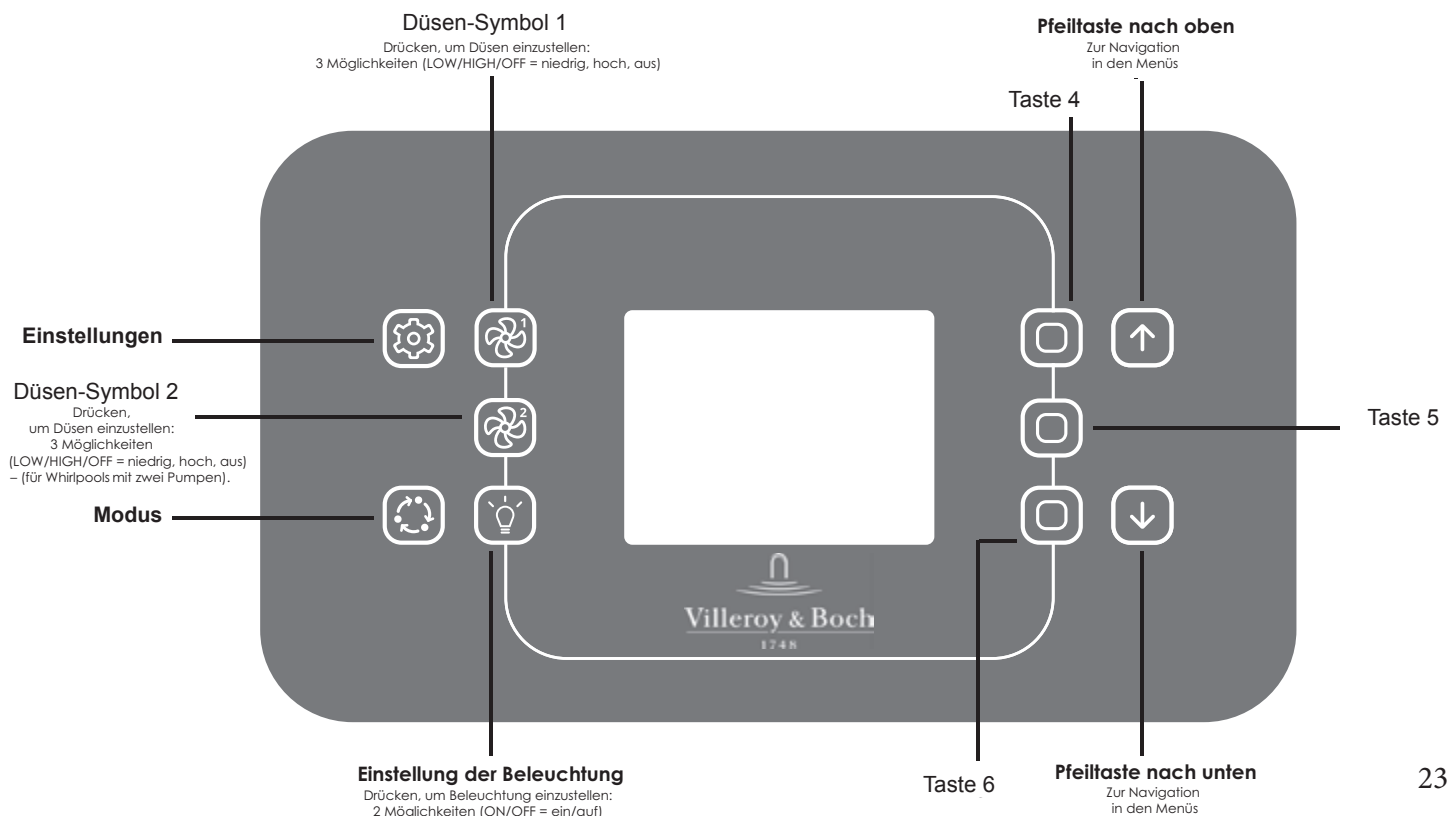 Düsen-Symbol 1
Drücken, um Düsen einzustellen:
3 Möglichkeiten (LOW/HIGH/OFF = niedrig, hoch, aus)
Pfeiltaste nach oben
Zur Navigation
in den Menüs
Taste 4
1
Einstellungen
Düsen-Symbol 2
Drücken,
um Düsen einzustellen:
3 Möglichkeiten
(LOW/HIGH/OFF = niedrig, hoch, aus)
– (für Whirlpools mit zwei Pumpen).
2
Taste 5
Modus
Villeroy & Boch
1748
Einstellung der Beleuchtung
Drücken, um Beleuchtung einzustellen:
2 Möglichkeiten (ON/OFF = ein/auf)
Taste 6
Pfeiltaste nach unten
Zur Navigation
in den Menüs
23